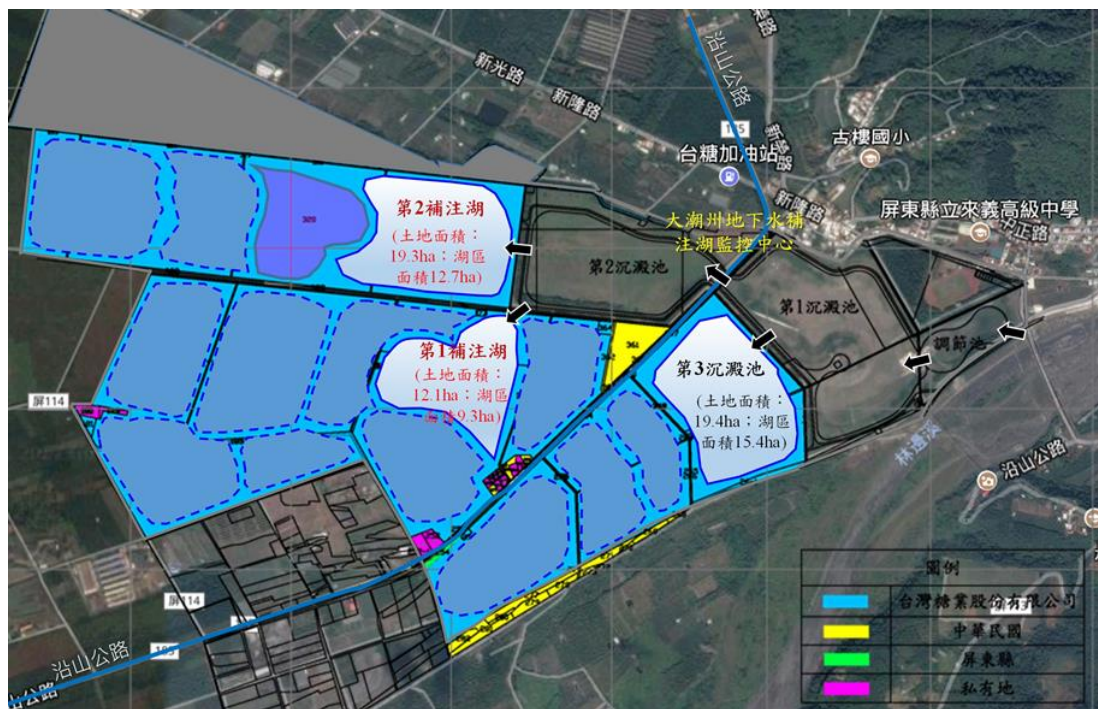 沿山公路
新光路
新隆路
185
新榮路
古樓國小
台糖加油站
新隆路
屏東縣立來義高級中學
中正路
大潮州地下水補
注湖監控中心
第2補注湖
(土地面積：
19.3ha；湖區
面積12.7ha)
第2沉澱池
第1沉澱池
調節池
第1補注湖
(土地面積：
12.1ha；湖區
面積9.3ha)
361
第3沉澱池
(土地面積：
19.4ha；湖區
面積15.4ha)
屏114
林邊溪
沿山公路
屏114
185
沿山公路
山公路
圖例
台灣糖業股份有限公司
中華民國
屏東縣
私有地